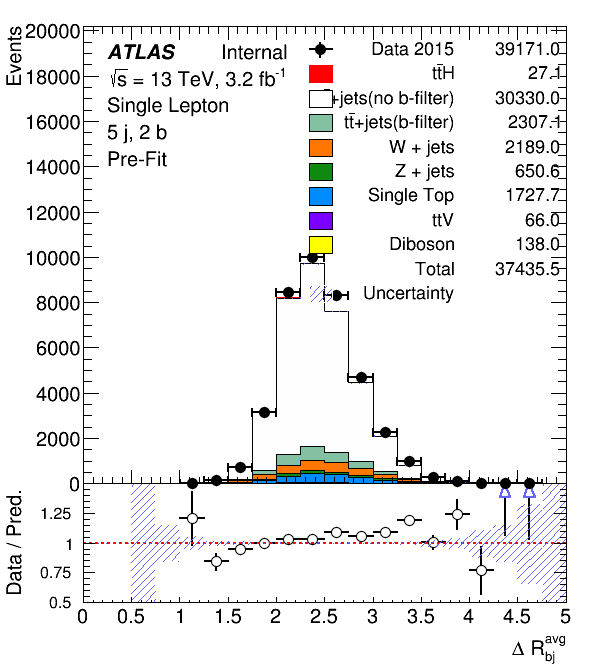 Events
20000
18000
16000
14000
12000
10000
8000
6000
4000
2000
0
ATLAS Internal
√s = 13 TeV, 3.2 fb⁻¹
Single Lepton
5 j, 2 b
Pre-Fit
Data 2015 39171.0
tt̄H 27.1
+jets(no b-filter) 30330.0
tt̄+jets(b-filter) 2307.1
W + jets 2189.0
Z + jets 650.6
Single Top 1727.7
ttV 66.0
Diboson 138.0
Total 37435.5
Uncertainty
Data / Pred.
1.25
1
0.75
0.5
0 0.5 1 1.5 2 2.5 3 3.5 4 4.5 5
Δ R_bj^avg